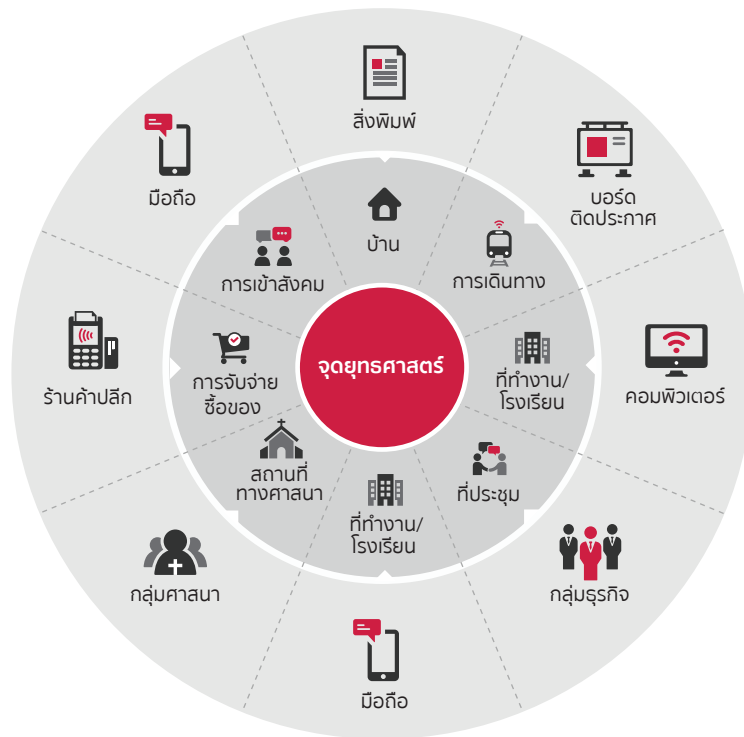 สิ่งพิมพ์
มือถือ
บอร์ด
ติดประกาศ
บ้าน
การเข้าสังคม
การเดินทาง
จุดยุทธศาสตร์
การจับจ่าย
ซื้อของ
ที่ทำงาน/
โรงเรียน
ร้านค้าปลีก
คอมพิวเตอร์
สถานที่
ทางศาสนา
ที่ประชุม
ที่ทำงาน/
โรงเรียน
กลุ่มศาสนา
กลุ่มธุรกิจ
มือถือ